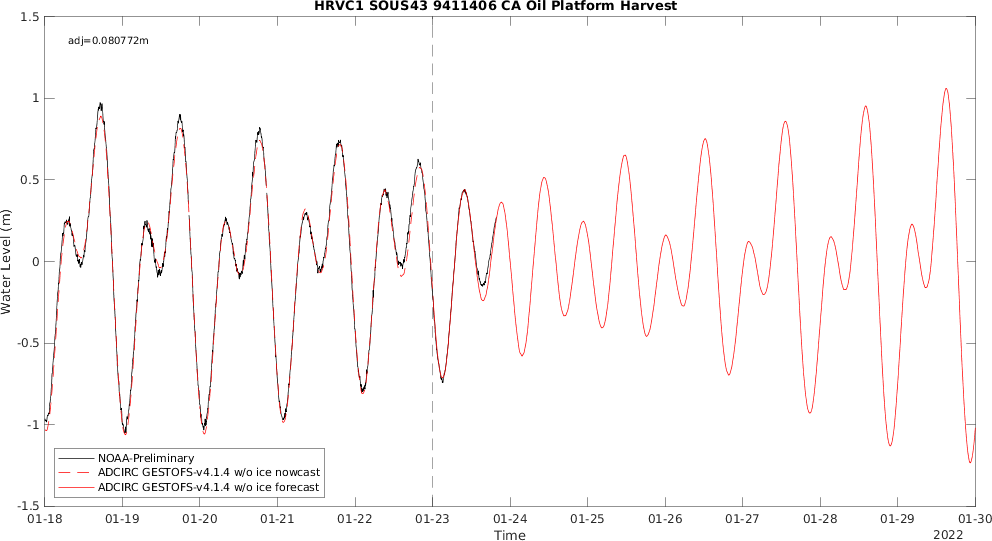 HRVC1 SOUS43 9411406 CA Oil Platform Harvest
adj=0.080772m
1.5
1
0.5
0
-0.5
-1
-1.5
Water Level (m)
NOAA-Preliminary
ADCIRC GESTOFS-v4.1.4 w/o ice nowcast
ADCIRC GESTOFS-v4.1.4 w/o ice forecast
01-18 01-19 01-20 01-21 01-22 01-23 01-24 01-25 01-26 01-27 01-28 01-29 01-30
Time
2022